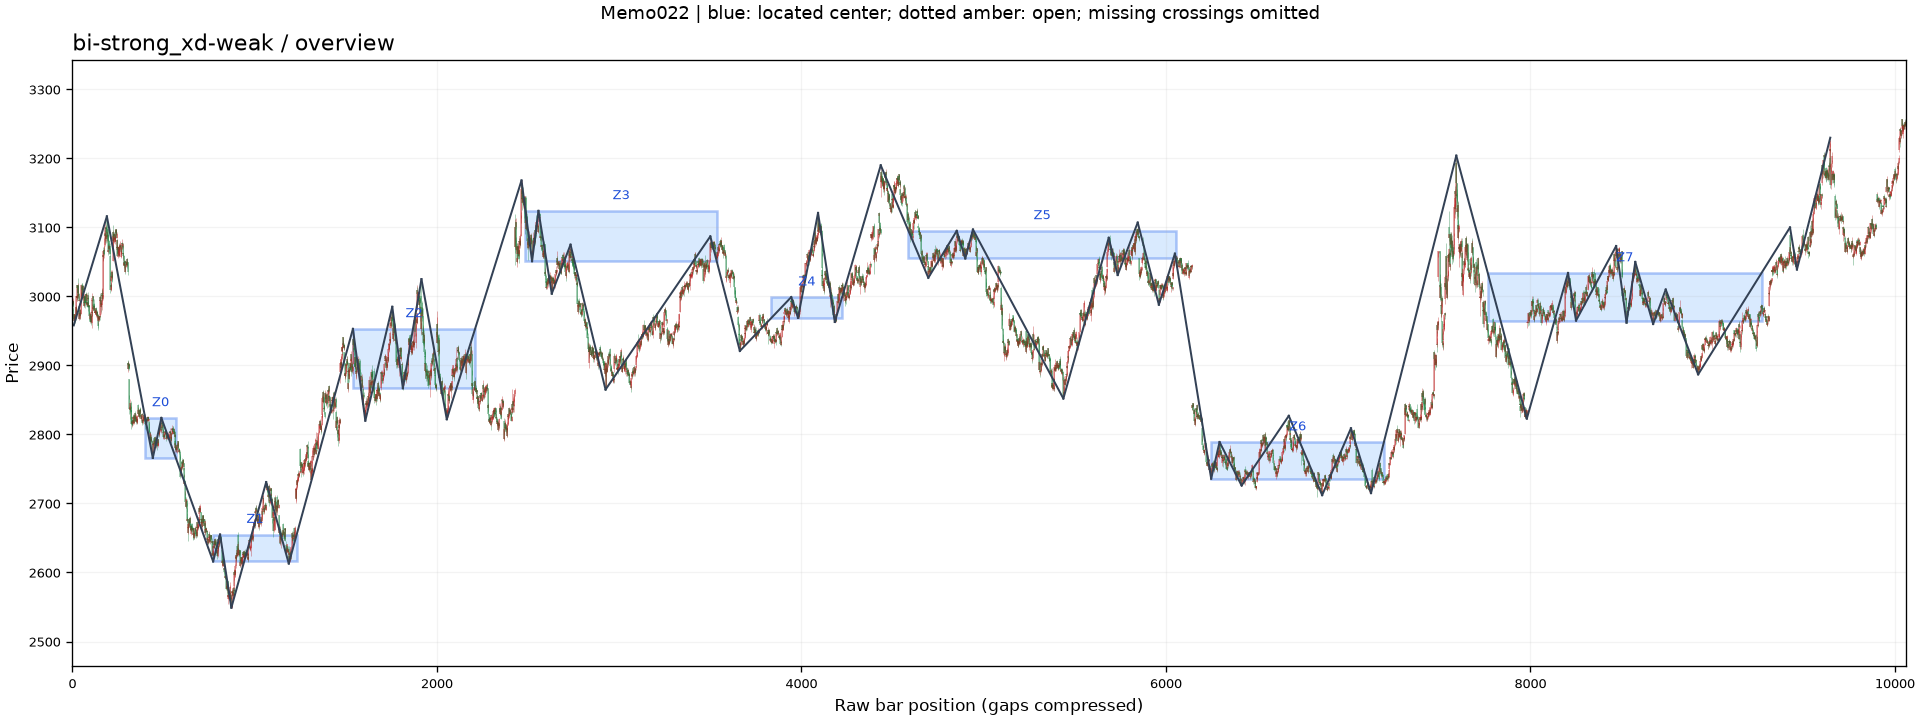 Memo022 | blue: located center; dotted amber: open; missing crossings omitted
bi-strong_xd-weak / overview
Price
3300
3200
3100
3000
2900
2800
2700
2600
2500
Z0
Z1
Z2
Z3
Z4
Z5
Z6
Z7
0
2000
4000
6000
8000
10000
Raw bar position (gaps compressed)